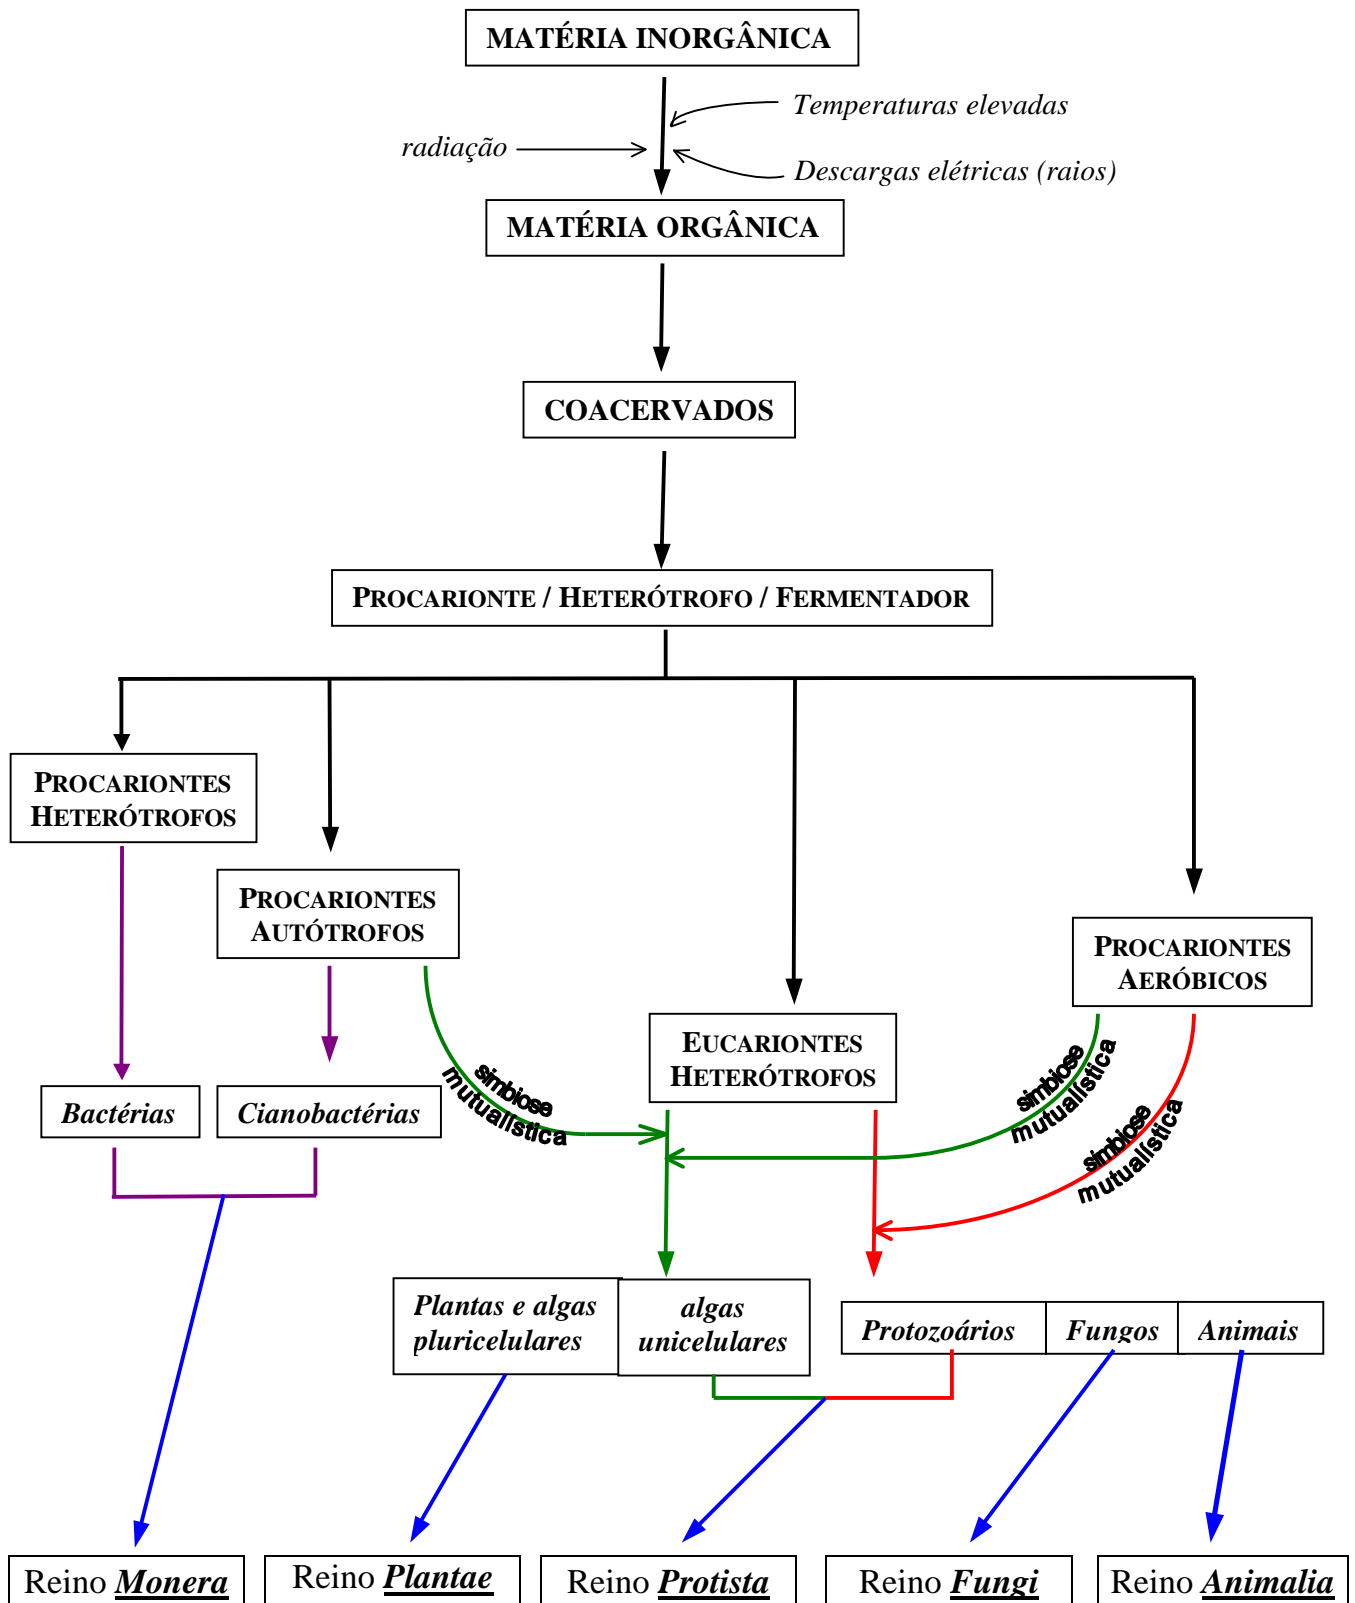 MATÉRIA INORGÂNICA
Temperaturas elevadas
radiação
Descargas elétricas (raios)
MATÉRIA ORGÂNICA
COACERVADOS
PROCARIONTE / HETERÓTROFO / FERMENTADOR
PROCARIONTES
HETERÓTROFOS
PROCARIONTES
AUTÓTROFOS
PROCARIONTES
AERÓBICOS
EUCARIONTES
HETERÓTROFOS
simbiose
mutualística
simbiose
mutualística
simbiose
mutualística
Bactérias
Cianobactérias
Plantas e algas
pluricelulares
algas
unicelulares
Protozoários
Fungos
Animais
Reino Monera
Reino Plantae
Reino Protista
Reino Fungi
Reino Animalia